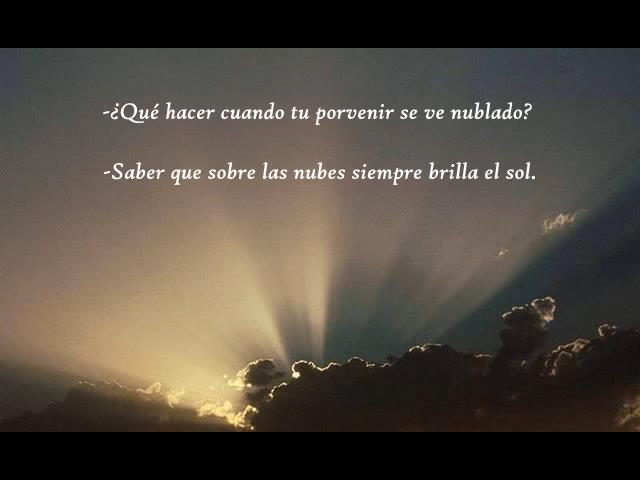 -¿Qué hacer cuando tu porvenir se ve nublado?
-Saber que sobre las nubes siempre brilla el sol.